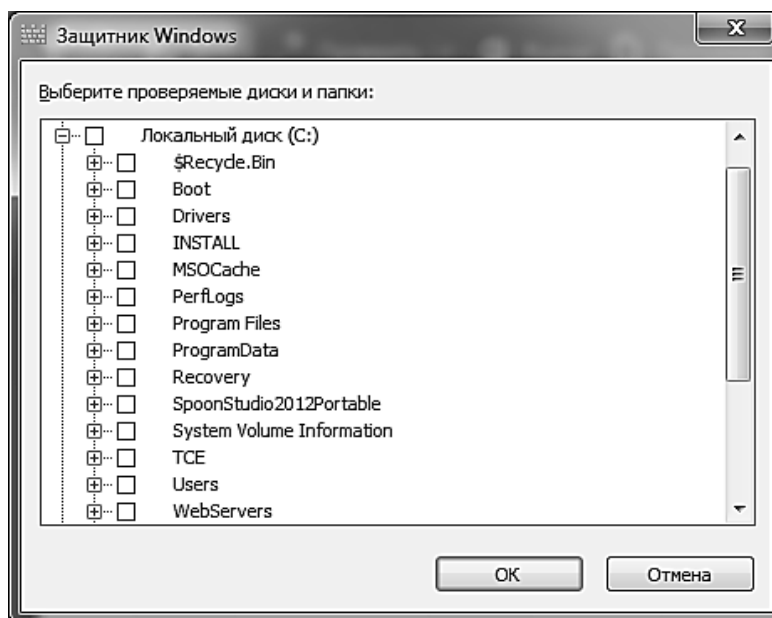 Защитник Windows
Выберите проверяемые диски и папки:
Локальный диск (C:)
$Recycle.Bin
Boot
Drivers
INSTALL
MSOCache
PerfLogs
Program Files
ProgramData
Recovery
SpoonStudio2012Portable
System Volume Information
TCE
Users
WebServers
ОК
Отмена